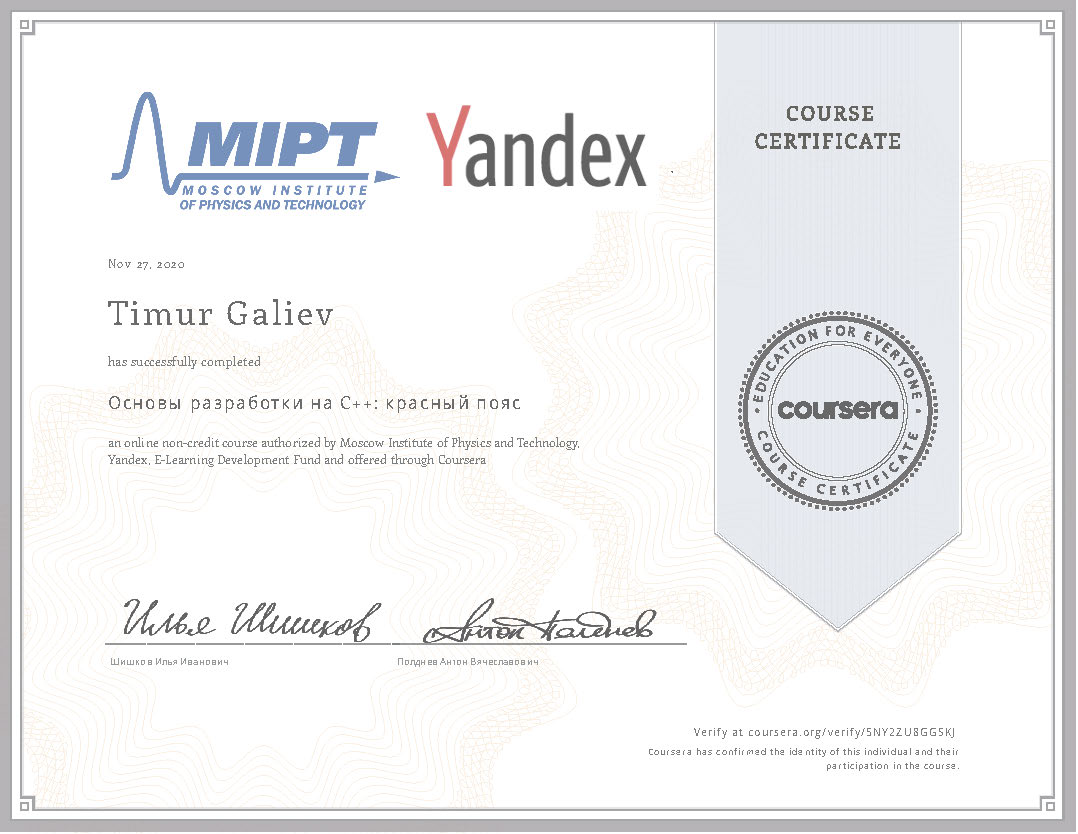 MIPT
MOSCOW INSTITUTE
OF PHYSICS AND TECHNOLOGY
Yandex
COURSE
CERTIFICATE
Nov 27, 2020
Timur Galiev
has successfully completed
Основы разработки на C++: красный пояс
an online non-credit course authorized by Moscow Institute of Physics and Technology,
Yandex, E-Learning Development Fund and offered through Coursera
EDUCATION FOR EVERYONE
coursera
COURSE CERTIFICATE
Илья Шишков
Антон Полднев
Шишков Илья Иванович
Полднев Антон Вячеславович
Verify at coursera.org/verify/5NY2ZU8GGSKJ
Coursera has confirmed the identity of this individual and their
participation in the course.